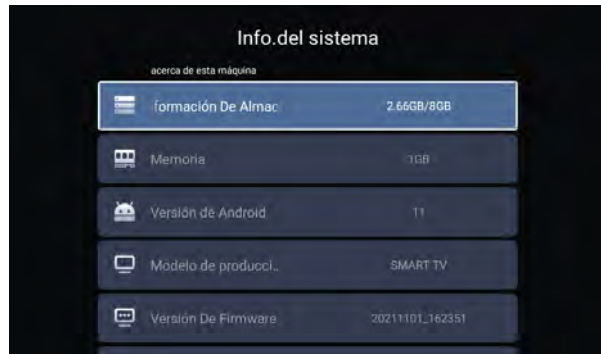 Info.del sistema
acerca de esta máquina
formación De Almac 2.66GB/8GB
Memoria 1GB
Versión de Android 11
Modelo de producci.. SMART TV
Versión De Firmware 20211101_162351